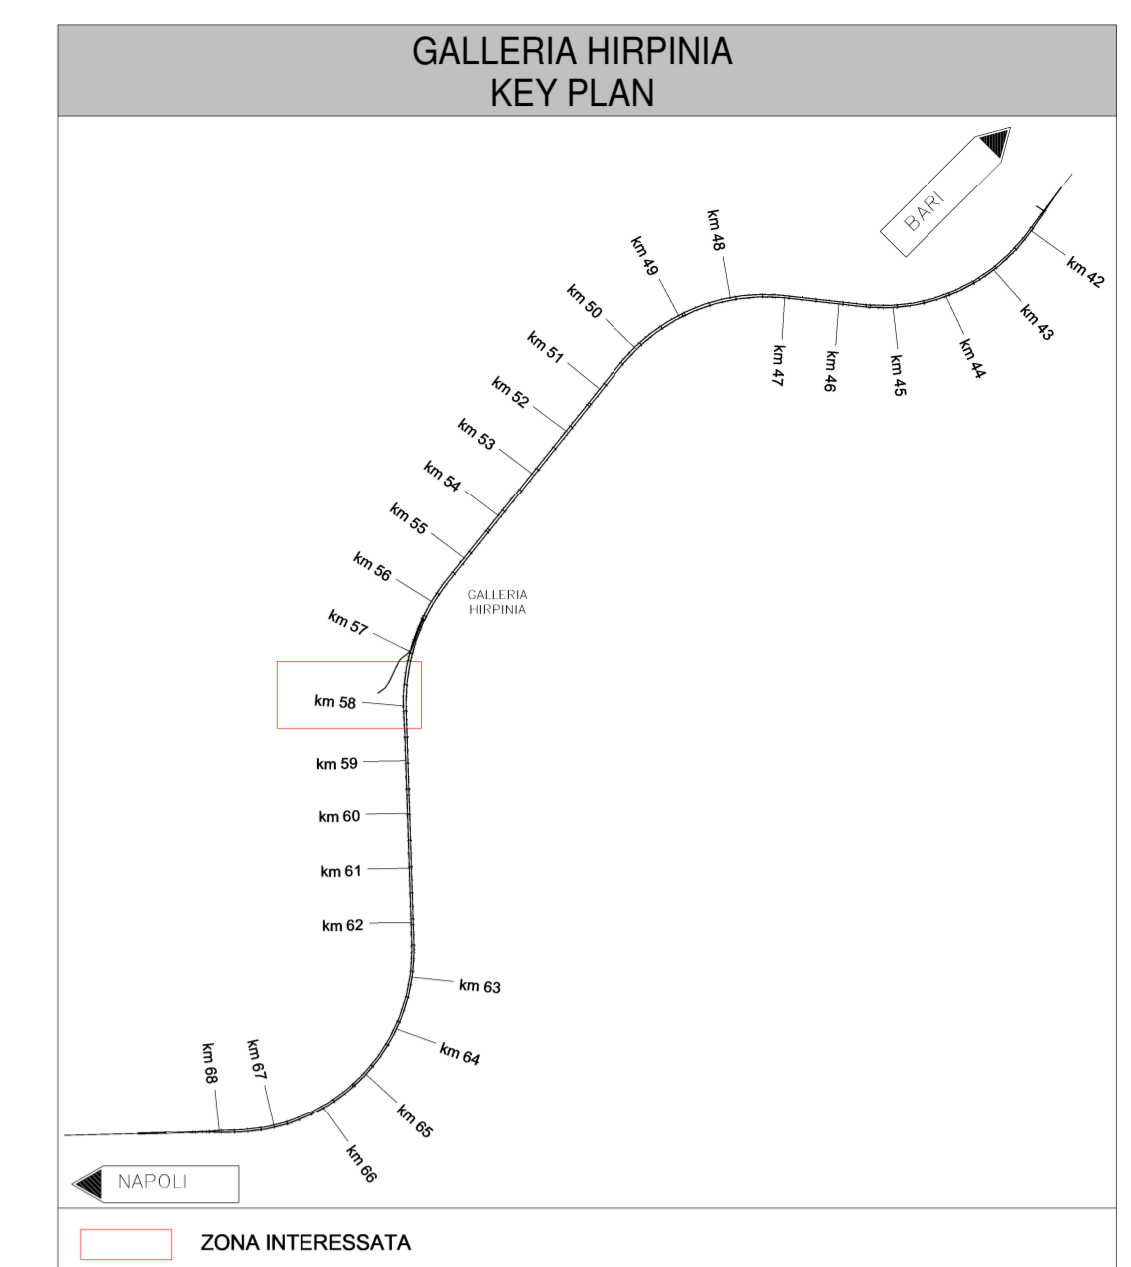 GALLERIA HIRPINIA
KEY PLAN
BARI
km 42
km 43
km 44
km 45
km 46
km 47
km 48
km 49
km 50
km 51
km 52
km 53
km 54
km 55
km 56
GALLERIA
HIRPINIA
km 57
km 58
km 59
km 60
km 61
km 62
km 63
km 64
km 65
km 66
km 67
km 68
NAPOLI
ZONA INTERESSATA